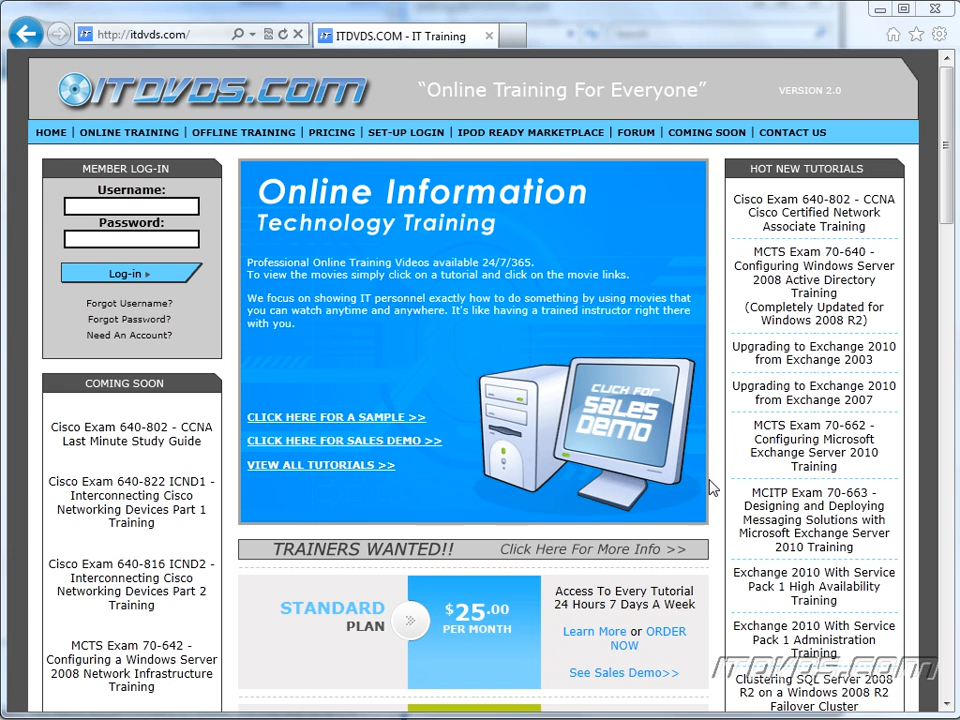 http://itdvds.com/
ITDVDS.COM - IT Training
ITDVDS.COM
“Online Training For Everyone”
VERSION 2.0
HOME | ONLINE TRAINING | OFFLINE TRAINING | PRICING | SET-UP LOGIN | IPOD READY MARKETPLACE | FORUM | COMING SOON | CONTACT US
MEMBER LOG-IN
Username:
Password:
Log-in
Forgot Username?
Forgot Password?
Need An Account?
COMING SOON
Cisco Exam 640-802 - CCNA
Last Minute Study Guide
Cisco Exam 640-822 ICND1 -
Interconnecting Cisco
Networking Devices Part 1
Training
Cisco Exam 640-816 ICND2 -
Interconnecting Cisco
Networking Devices Part 2
Training
MCTS Exam 70-642 -
Configuring a Windows Server
2008 Network Infrastructure
Training
Online Information
Technology Training
Professional Online Training Videos available 24/7/365.
To view the movies simply click on a tutorial and click on the movie links.
We focus on showing IT personnel exactly how to do something by using movies that
you can watch anytime and anywhere. It's like having a trained instructor right there
with you.
CLICK HERE FOR A SAMPLE >>
CLICK HERE FOR SALES DEMO >>
VIEW ALL TUTORIALS >>
CLICK FOR
SALES
DEMO
TRAINERS WANTED!! Click Here For More Info >>
STANDARD
PLAN
$25.00
PER MONTH
Access To Every Tutorial
24 Hours 7 Days A Week
Learn More or ORDER
NOW
See Sales Demo>>
HOT NEW TUTORIALS
Cisco Exam 640-802 - CCNA
Cisco Certified Network
Associate Training
MCTS Exam 70-640 -
Configuring Windows Server
2008 Active Directory
Training
(Completely Updated for
Windows 2008 R2)
Upgrading to Exchange 2010
from Exchange 2003
Upgrading to Exchange 2010
from Exchange 2007
MCTS Exam 70-662 -
Configuring Microsoft
Exchange Server 2010
Training
MCITP Exam 70-663 -
Designing and Deploying
Messaging Solutions with
Microsoft Exchange Server
2010 Training
Exchange 2010 With Service
Pack 1 High Availability
Training
Exchange 2010 With Service
Pack 1 Administration
Training
Clustering SQL Server 2008
R2 on a Windows 2008 R2
Failover Cluster
ITDVDS.COM